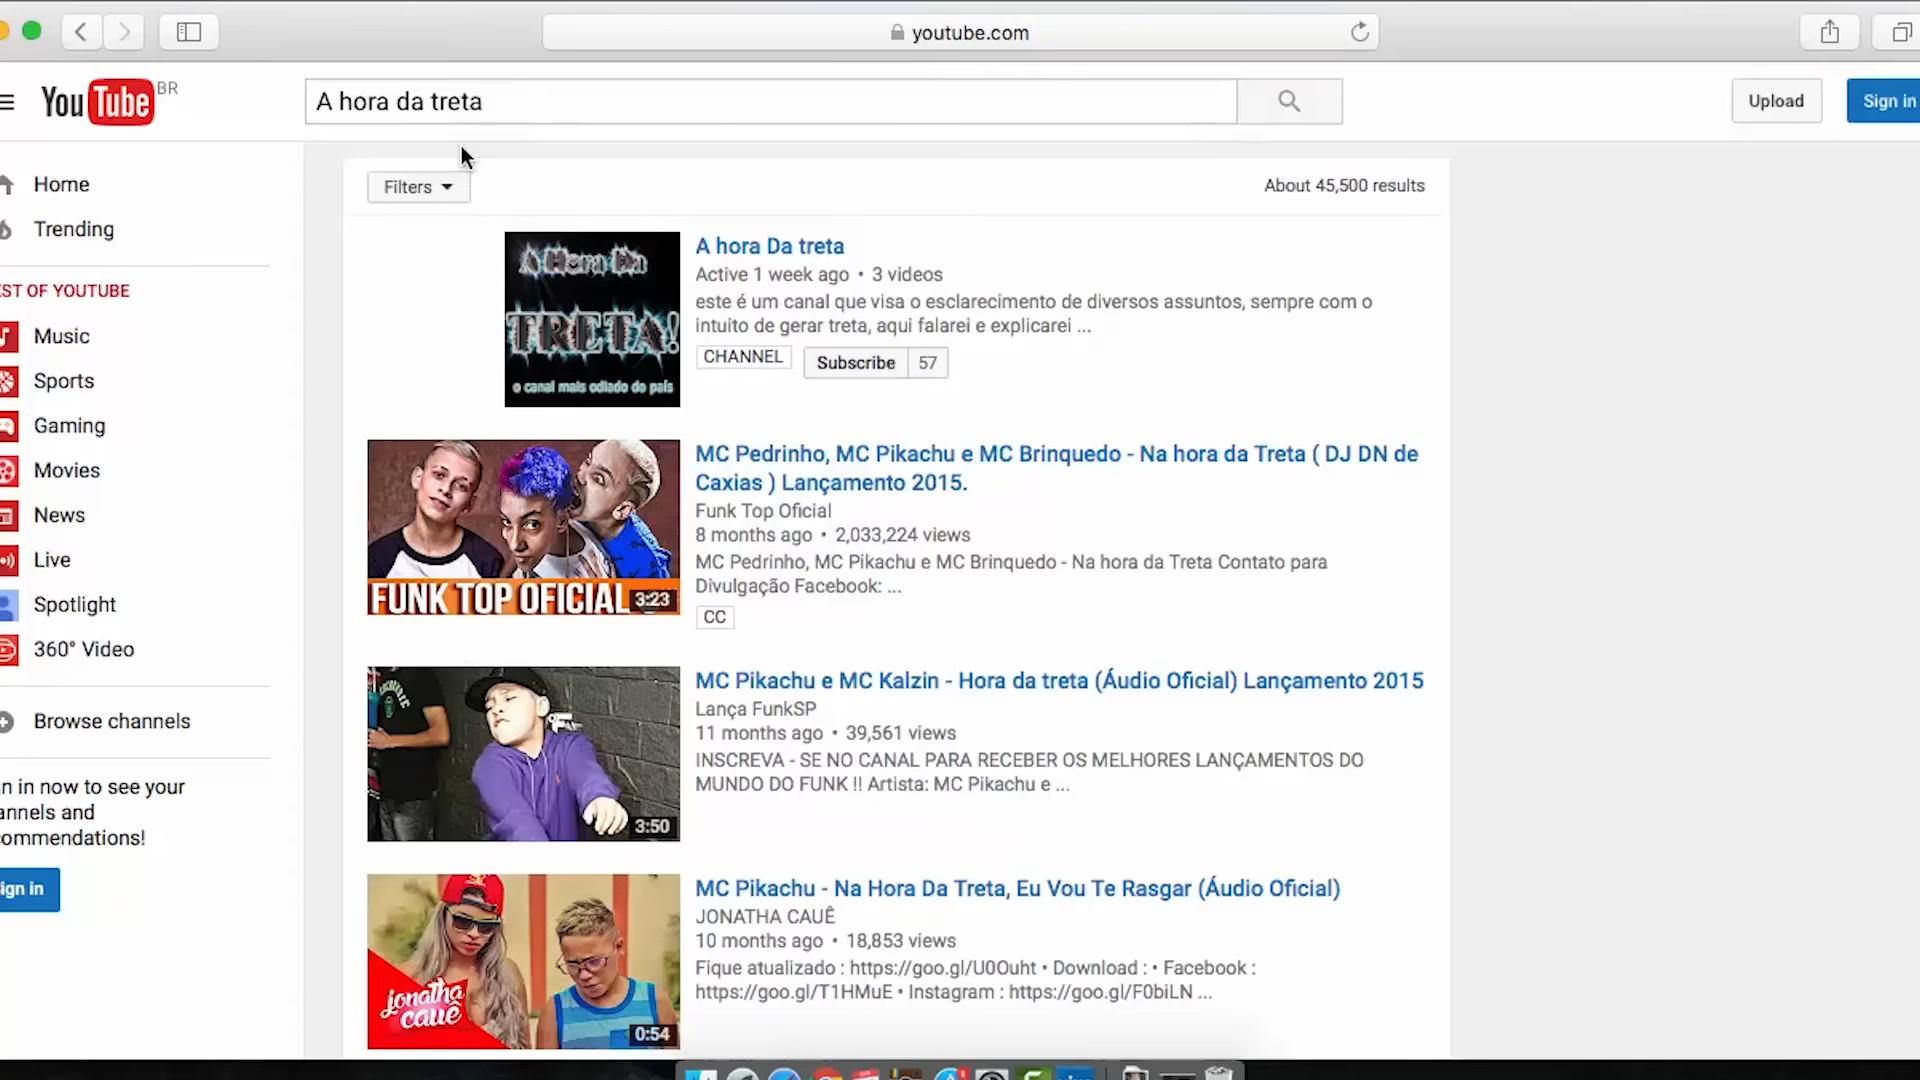 youtube.com
YouTube BR
A hora da treta
Upload
Sign in
Home
Trending
ST OF YOUTUBE
Music
Sports
Gaming
Movies
News
Live
Spotlight
360° Video
Browse channels
n in now to see your
annels and
ommendations!
ign in
Filters
About 45,500 results
A Hora Da
TRETA!
o canal mais odiado do país
A hora Da treta
Active 1 week ago • 3 videos
este é um canal que visa o esclarecimento de diversos assuntos, sempre com o
intuito de gerar treta, aqui falarei e explicarei ...
CHANNEL
Subscribe 57
FUNK TOP OFICIAL
3:23
MC Pedrinho, MC Pikachu e MC Brinquedo - Na hora da Treta ( DJ DN de
Caxias ) Lançamento 2015.
Funk Top Oficial
8 months ago • 2,033,224 views
MC Pedrinho, MC Pikachu e MC Brinquedo - Na hora da Treta Contato para
Divulgação Facebook: ...
CC
3:50
MC Pikachu e MC Kalzin - Hora da treta (Áudio Oficial) Lançamento 2015
Lança FunkSP
11 months ago • 39,561 views
INSCREVA - SE NO CANAL PARA RECEBER OS MELHORES LANÇAMENTOS DO
MUNDO DO FUNK !! Artista: MC Pikachu e ...
jonatha
cauê
0:54
MC Pikachu - Na Hora Da Treta, Eu Vou Te Rasgar (Áudio Oficial)
JONATHA CAUÊ
10 months ago • 18,853 views
Fique atualizado : https://goo.gl/U0Ouht • Download : • Facebook :
https://goo.gl/T1HMuE • Instagram : https://goo.gl/F0biLN ...